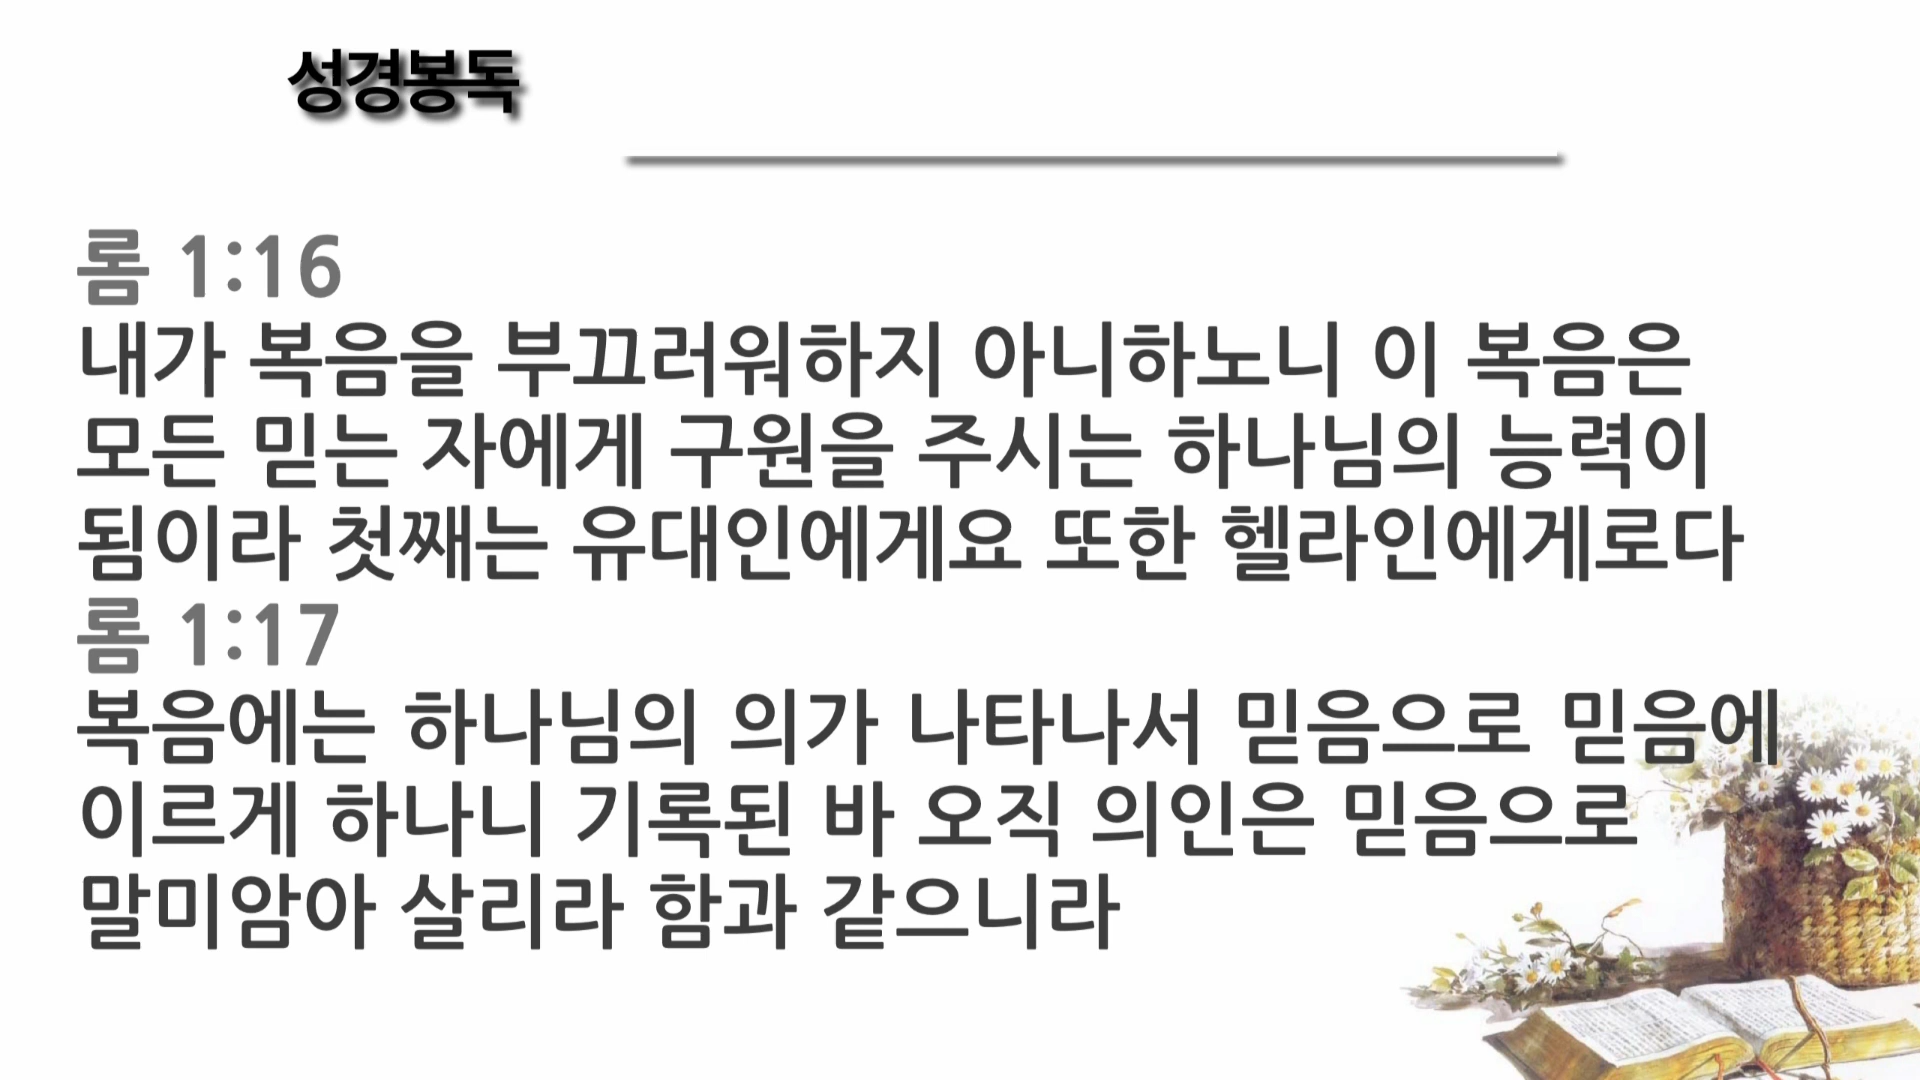 성경봉독
롬 1:16
내가 복음을 부끄러워하지 아니하노니 이 복음은
모든 믿는 자에게 구원을 주시는 하나님의 능력이
됨이라 첫째는 유대인에게요 또한 헬라인에게로다
롬 1:17
복음에는 하나님의 의가 나타나서 믿음으로 믿음에
이르게 하나니 기록된 바 오직 의인은 믿음으로
말미암아 살리라 함과 같으니라